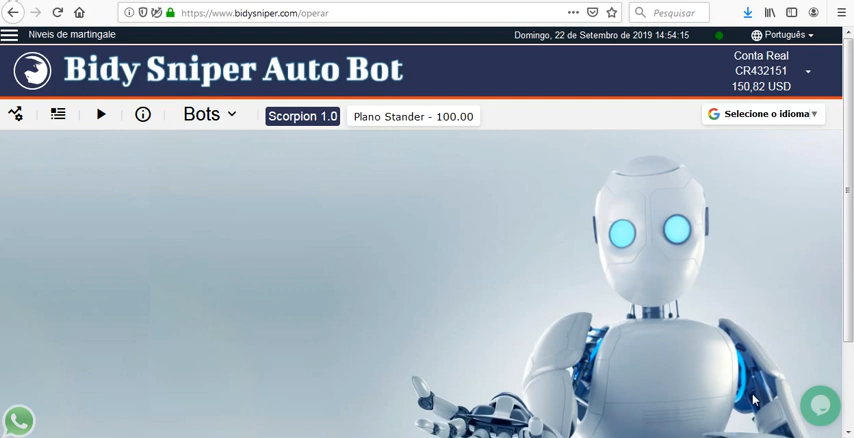 https://www.bidysniper.com/operar
Pesquisar
Niveis de martingale
Domingo, 22 de Setembro de 2019 14:54:15
Português
Bidy Sniper Auto Bot
Conta Real
CR432151
150,82 USD
Bots
Scorpion 1.0
Plano Stander - 100.00
G Selecione o idioma